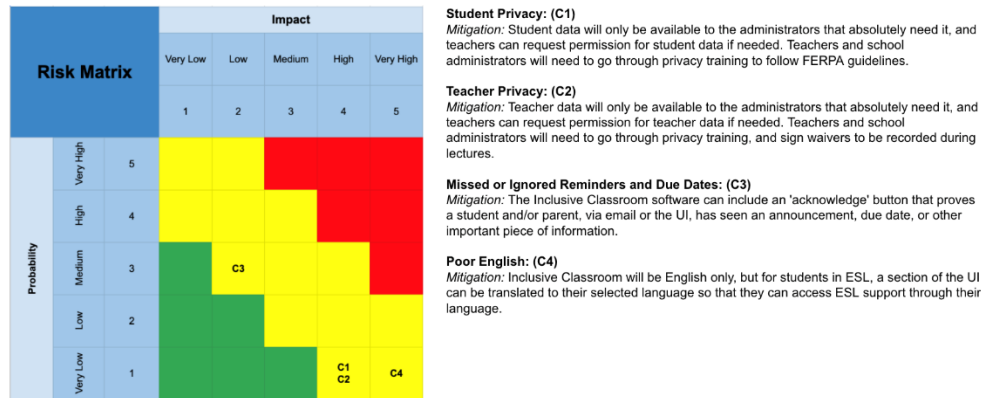 Risk Matrix
Impact
Very Low
Low
Medium
High
Very High
1
2
3
4
5
Probability
Very High
5
High
4
Medium
3
C3
Low
2
Very Low
1
C1
C2
C4
Student Privacy: (C1)
Mitigation: Student data will only be available to the administrators that absolutely need it, and
teachers can request permission for student data if needed. Teachers and school
administrators will need to go through privacy training to follow FERPA guidelines.
Teacher Privacy: (C2)
Mitigation: Teacher data will only be available to the administrators that absolutely need it, and
teachers can request permission for teacher data if needed. Teachers and school
administrators will need to go through privacy training, and sign waivers to be recorded during
lectures.
Missed or Ignored Reminders and Due Dates: (C3)
Mitigation: The Inclusive Classroom software can include an 'acknowledge' button that proves
a student and/or parent, via email or the UI, has seen an announcement, due date, or other
important piece of information.
Poor English: (C4)
Mitigation: Inclusive Classroom will be English only, but for students in ESL, a section of the UI
can be translated to their selected language so that they can access ESL support through their
language.